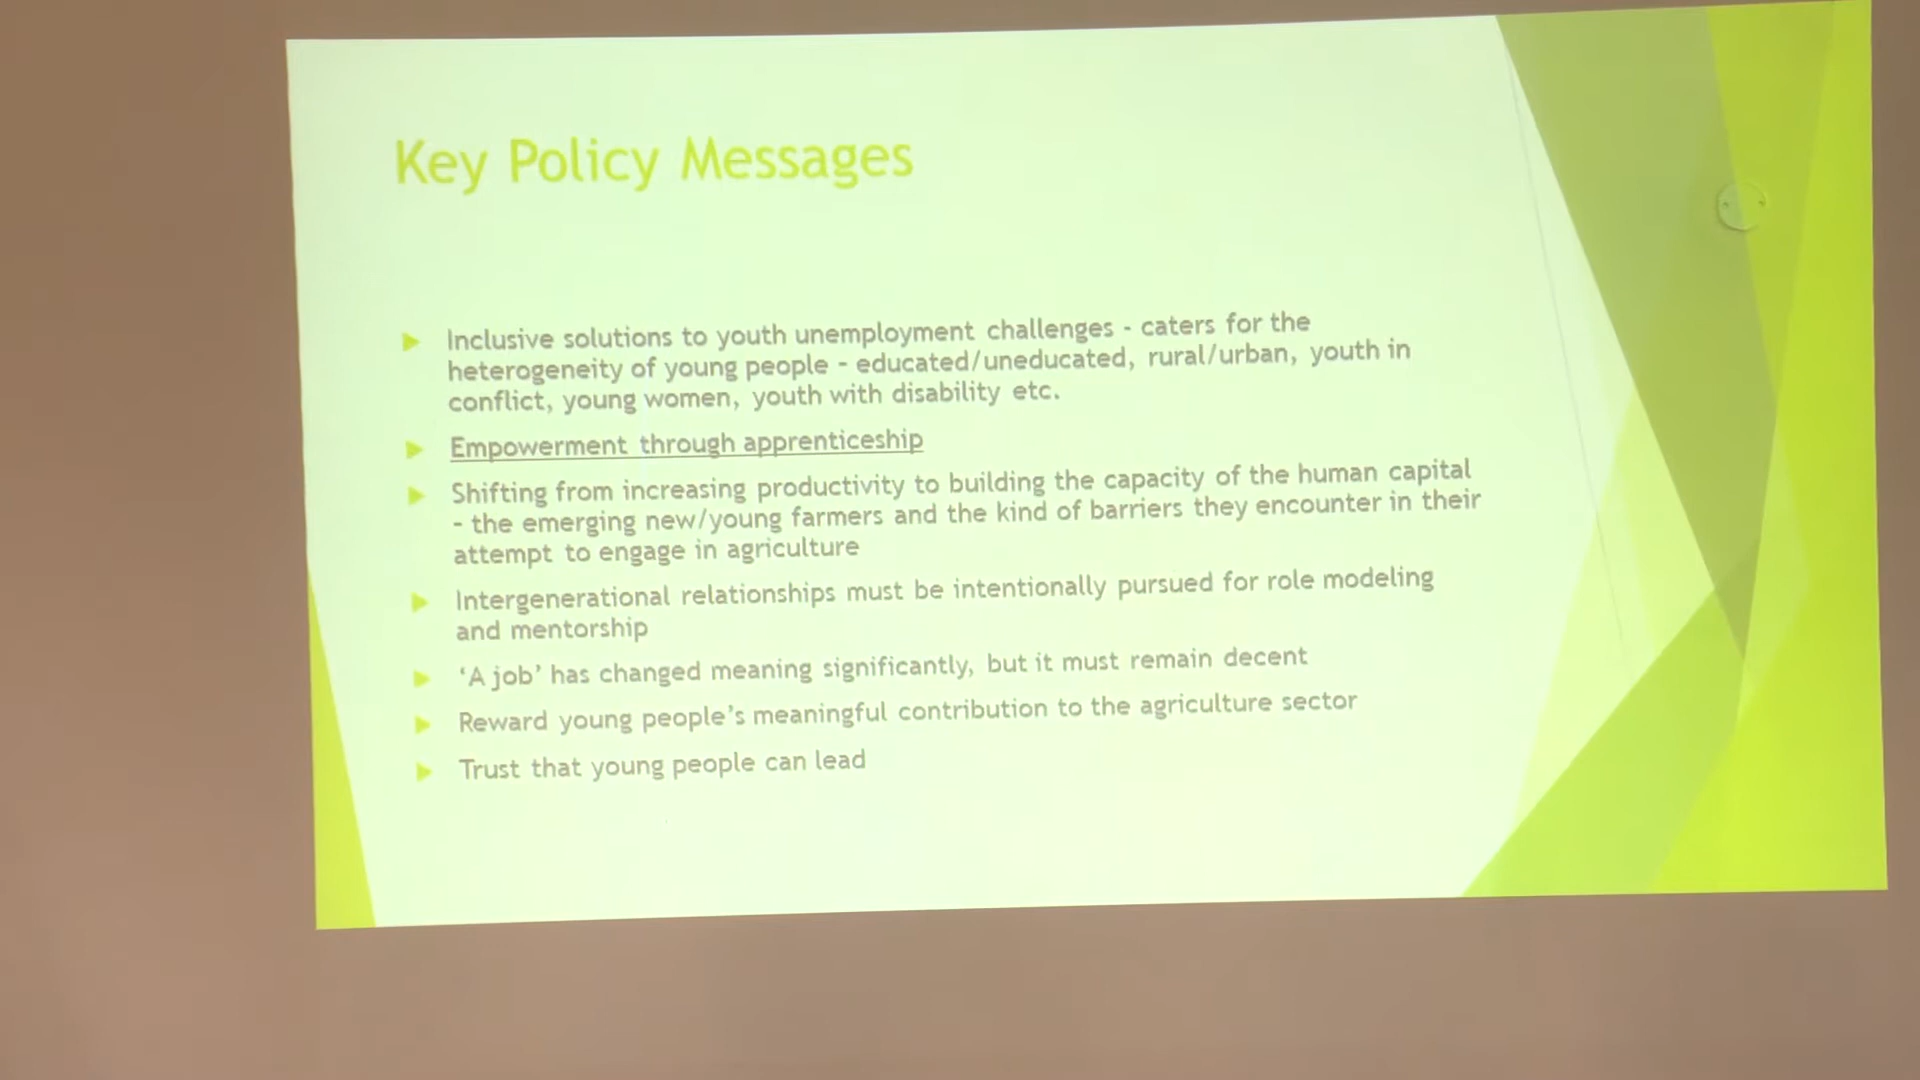 Key Policy Messages
Inclusive solutions to youth unemployment challenges - caters for the
heterogeneity of young people - educated/uneducated, rural/urban, youth in
conflict, young women, youth with disability etc.
Empowerment through apprenticeship
Shifting from increasing productivity to building the capacity of the human capital
- the emerging new/young farmers and the kind of barriers they encounter in their
attempt to engage in agriculture
Intergenerational relationships must be intentionally pursued for role modeling
and mentorship
‘A job’ has changed meaning significantly, but it must remain decent
Reward young people’s meaningful contribution to the agriculture sector
Trust that young people can lead